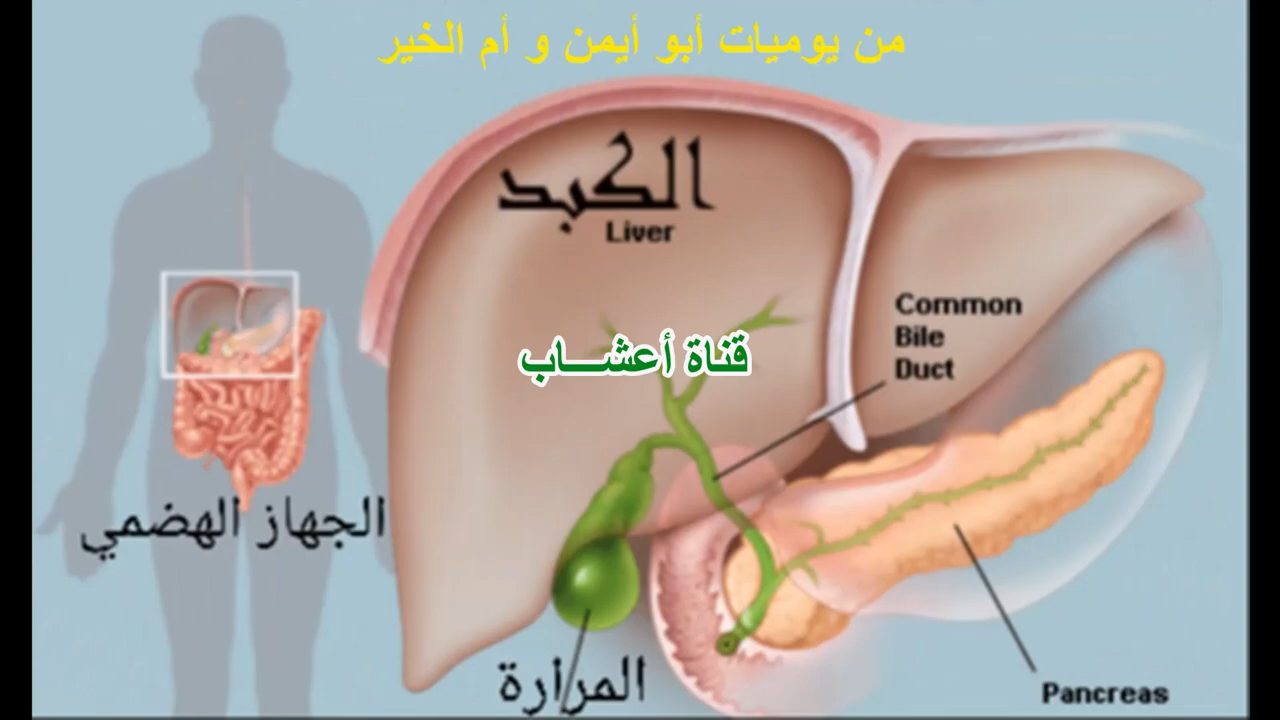 من يوميات أبو أيمن و أم الخير
الكبد
Liver
Common
Bile
Duct
قناة أعشــاب
الجهاز الهضمي
المرارة
Pancreas